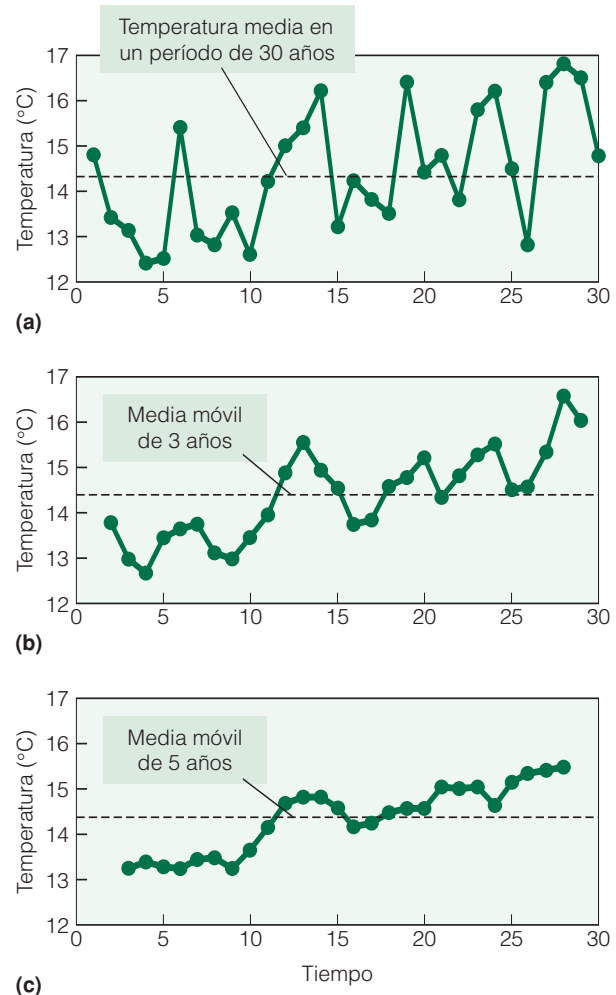 Temperatura media en
un período de 30 años
Temperatura (°C)
17
16
15
14
13
12
0 5 10 15 20 25 30
(a)
Media móvil
de 3 años
Temperatura (°C)
17
16
15
14
13
12
0 5 10 15 20 25 30
(b)
Media móvil
de 5 años
Temperatura (°C)
17
16
15
14
13
12
0 5 10 15 20 25 30
Tiempo
(c)